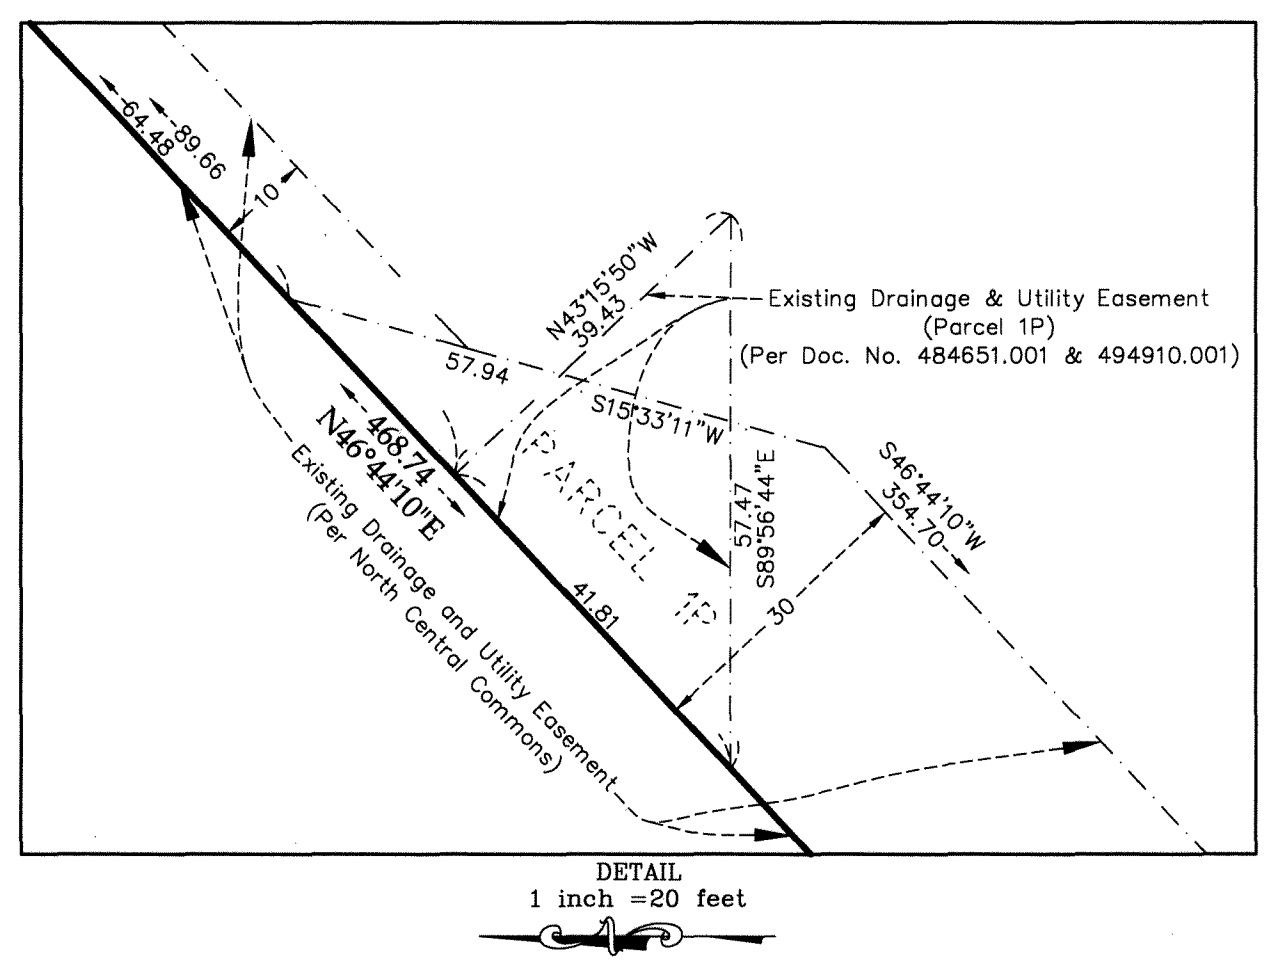 64.48
89.66
10
N43°15'50"W
39.43
Existing Drainage & Utility Easement
(Parcel 1P)
(Per Doc. No. 484651.001 & 494910.001)
57.94
S15°33'11"W
468.74
N46°44'10"E
PARCEL 1P
57.47
S89°56'44"E
S46°44'10"W
354.70
30
41.81
Existing Drainage and Utility Easement
(Per North Central Commons)
DETAIL
1 inch =20 feet